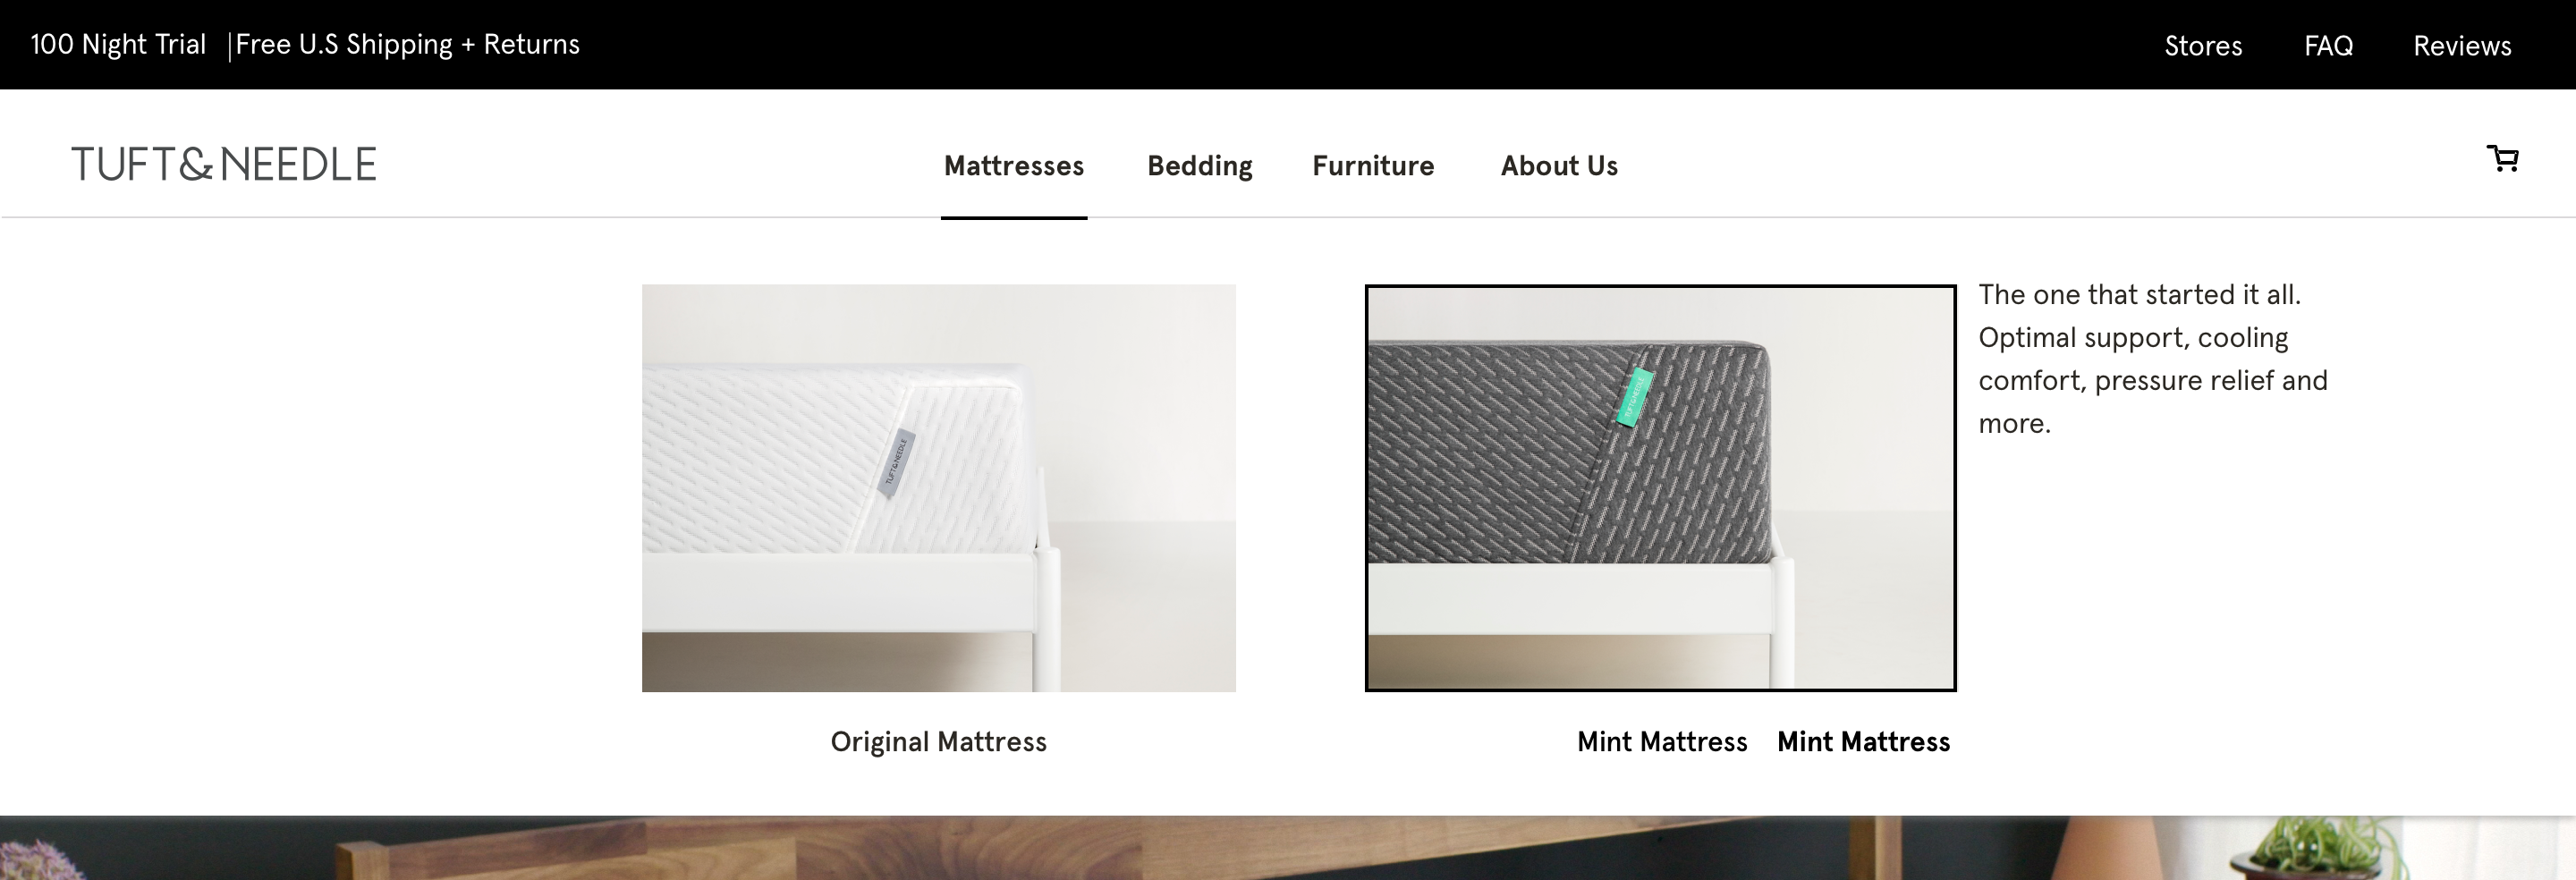 100 Night Trial | Free U.S Shipping + Returns
Stores FAQ Reviews
TUFT&NEEDLE
Mattresses Bedding Furniture About Us
TUFT&NEEDLE
TUFT&NEEDLE
The one that started it all.
Optimal support, cooling
comfort, pressure relief and
more.
Original Mattress
Mint Mattress Mint Mattress